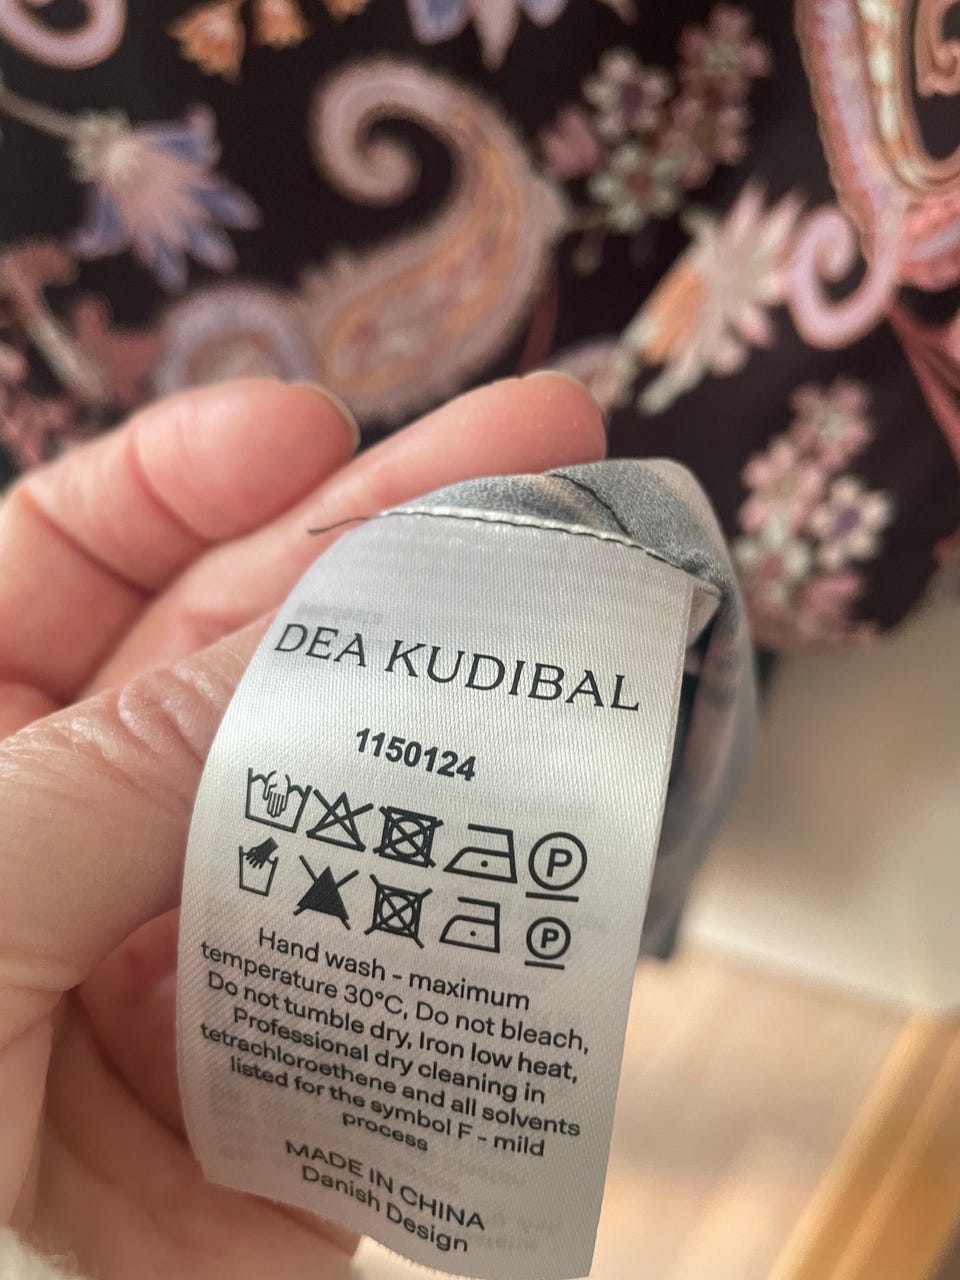 DEA KUDIBAL
1150124
P
P
Hand wash - maximum
temperature 30°C, Do not bleach,
Do not tumble dry, Iron low heat,
Professional dry cleaning in
tetrachloroethene and all solvents
listed for the symbol F - mild
process
MADE IN CHINA
Danish Design